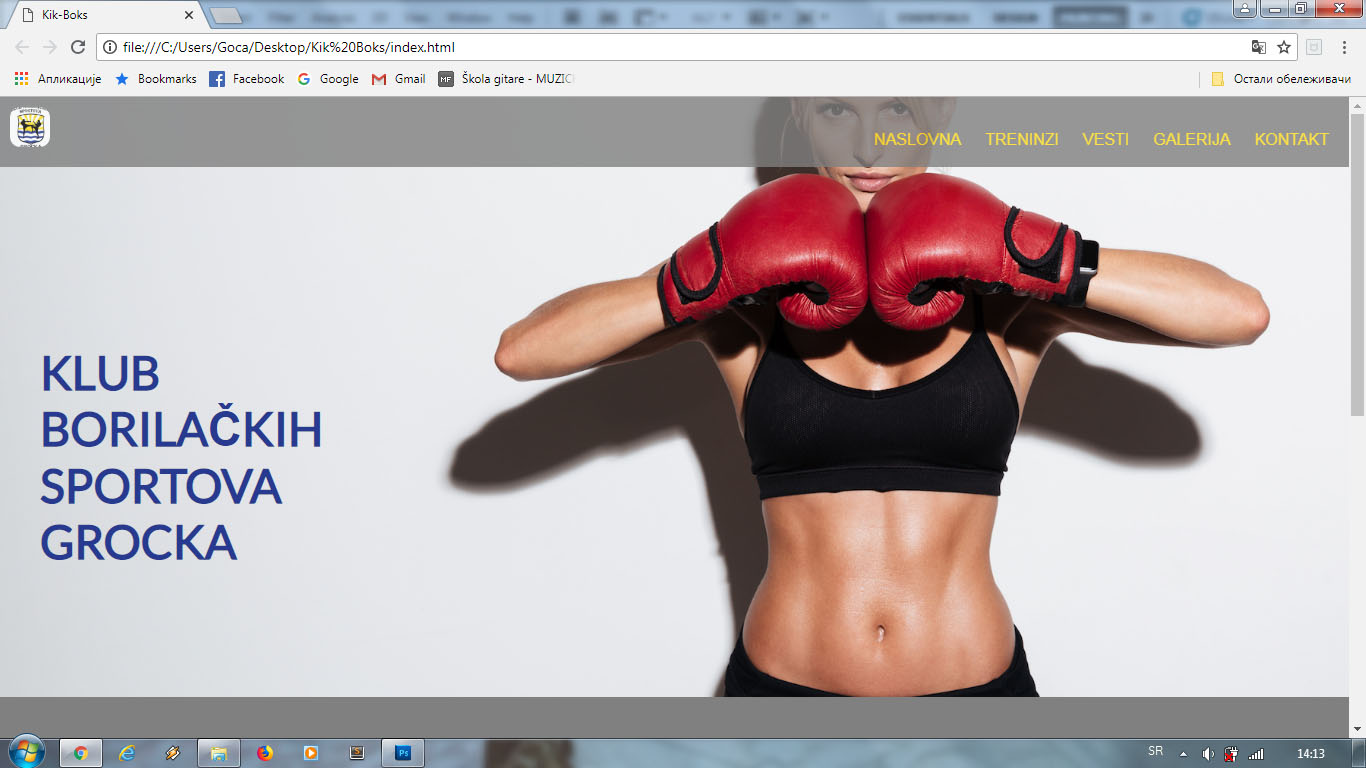 Kik-Boks
file:///C:/Users/Goca/Desktop/Kik%20Boks/index.html
Апликације Bookmarks Facebook Google Gmail Škola gitare - MUZIC Остали обележивачи
NASLOVNA TRENINZI VESTI GALERIJA KONTAKT
KLUB
BORILAČKIH
SPORTOVA
GROCKA
SR 14:13